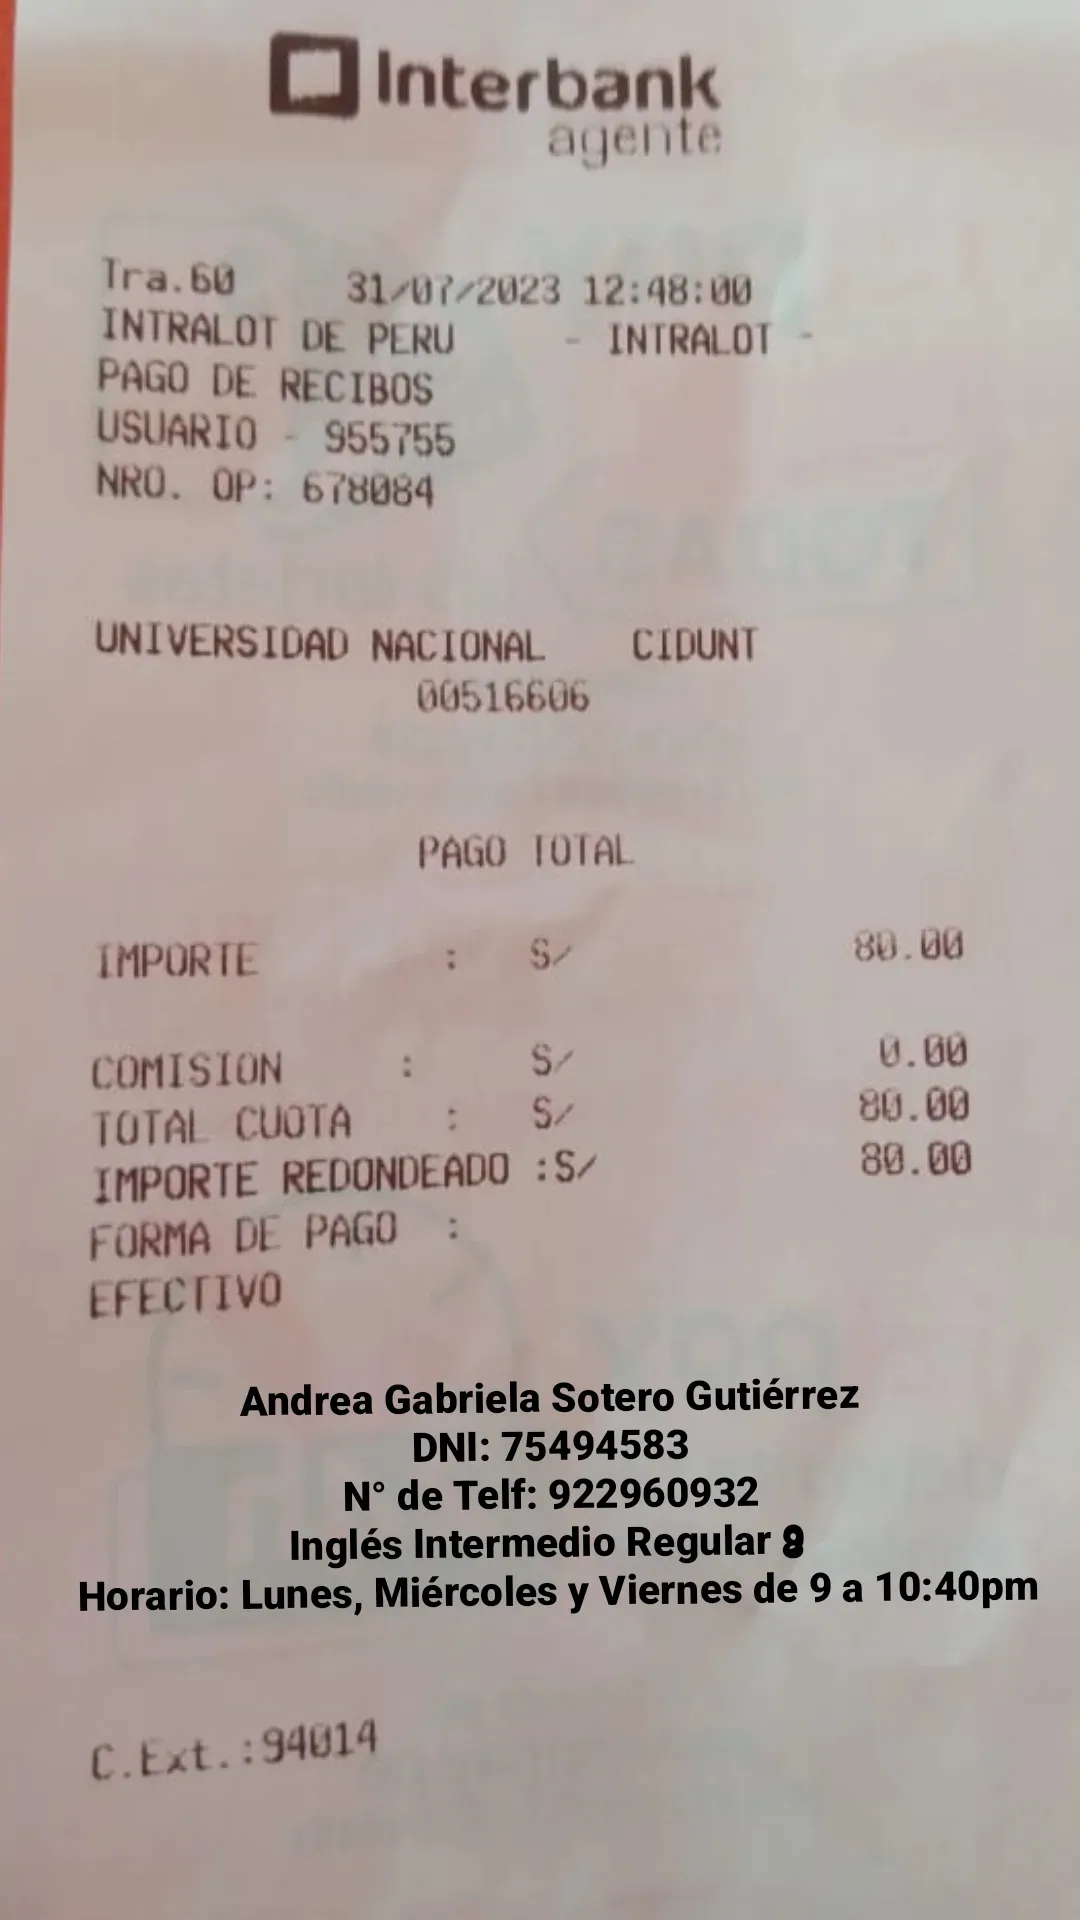 Interbank
agente
Tra.60 31/07/2023 12:48:00
INTRALOT DE PERU - INTRALOT -
PAGO DE RECIBOS
USUARIO - 955755
NRO. OP: 678084
UNIVERSIDAD NACIONAL CIDUNT
00516606
PAGO TOTAL
IMPORTE : S/ 80.00
COMISION : S/ 0.00
TOTAL CUOTA : S/ 80.00
IMPORTE REDONDEADO :S/ 80.00
FORMA DE PAGO :
EFECTIVO
Andrea Gabriela Sotero Gutiérrez
DNI: 75494583
N° de Telf: 922960932
Inglés Intermedio Regular
Horario: Lunes, Miércoles y Viernes de 9 a 10:40pm
C.Ext.:94014